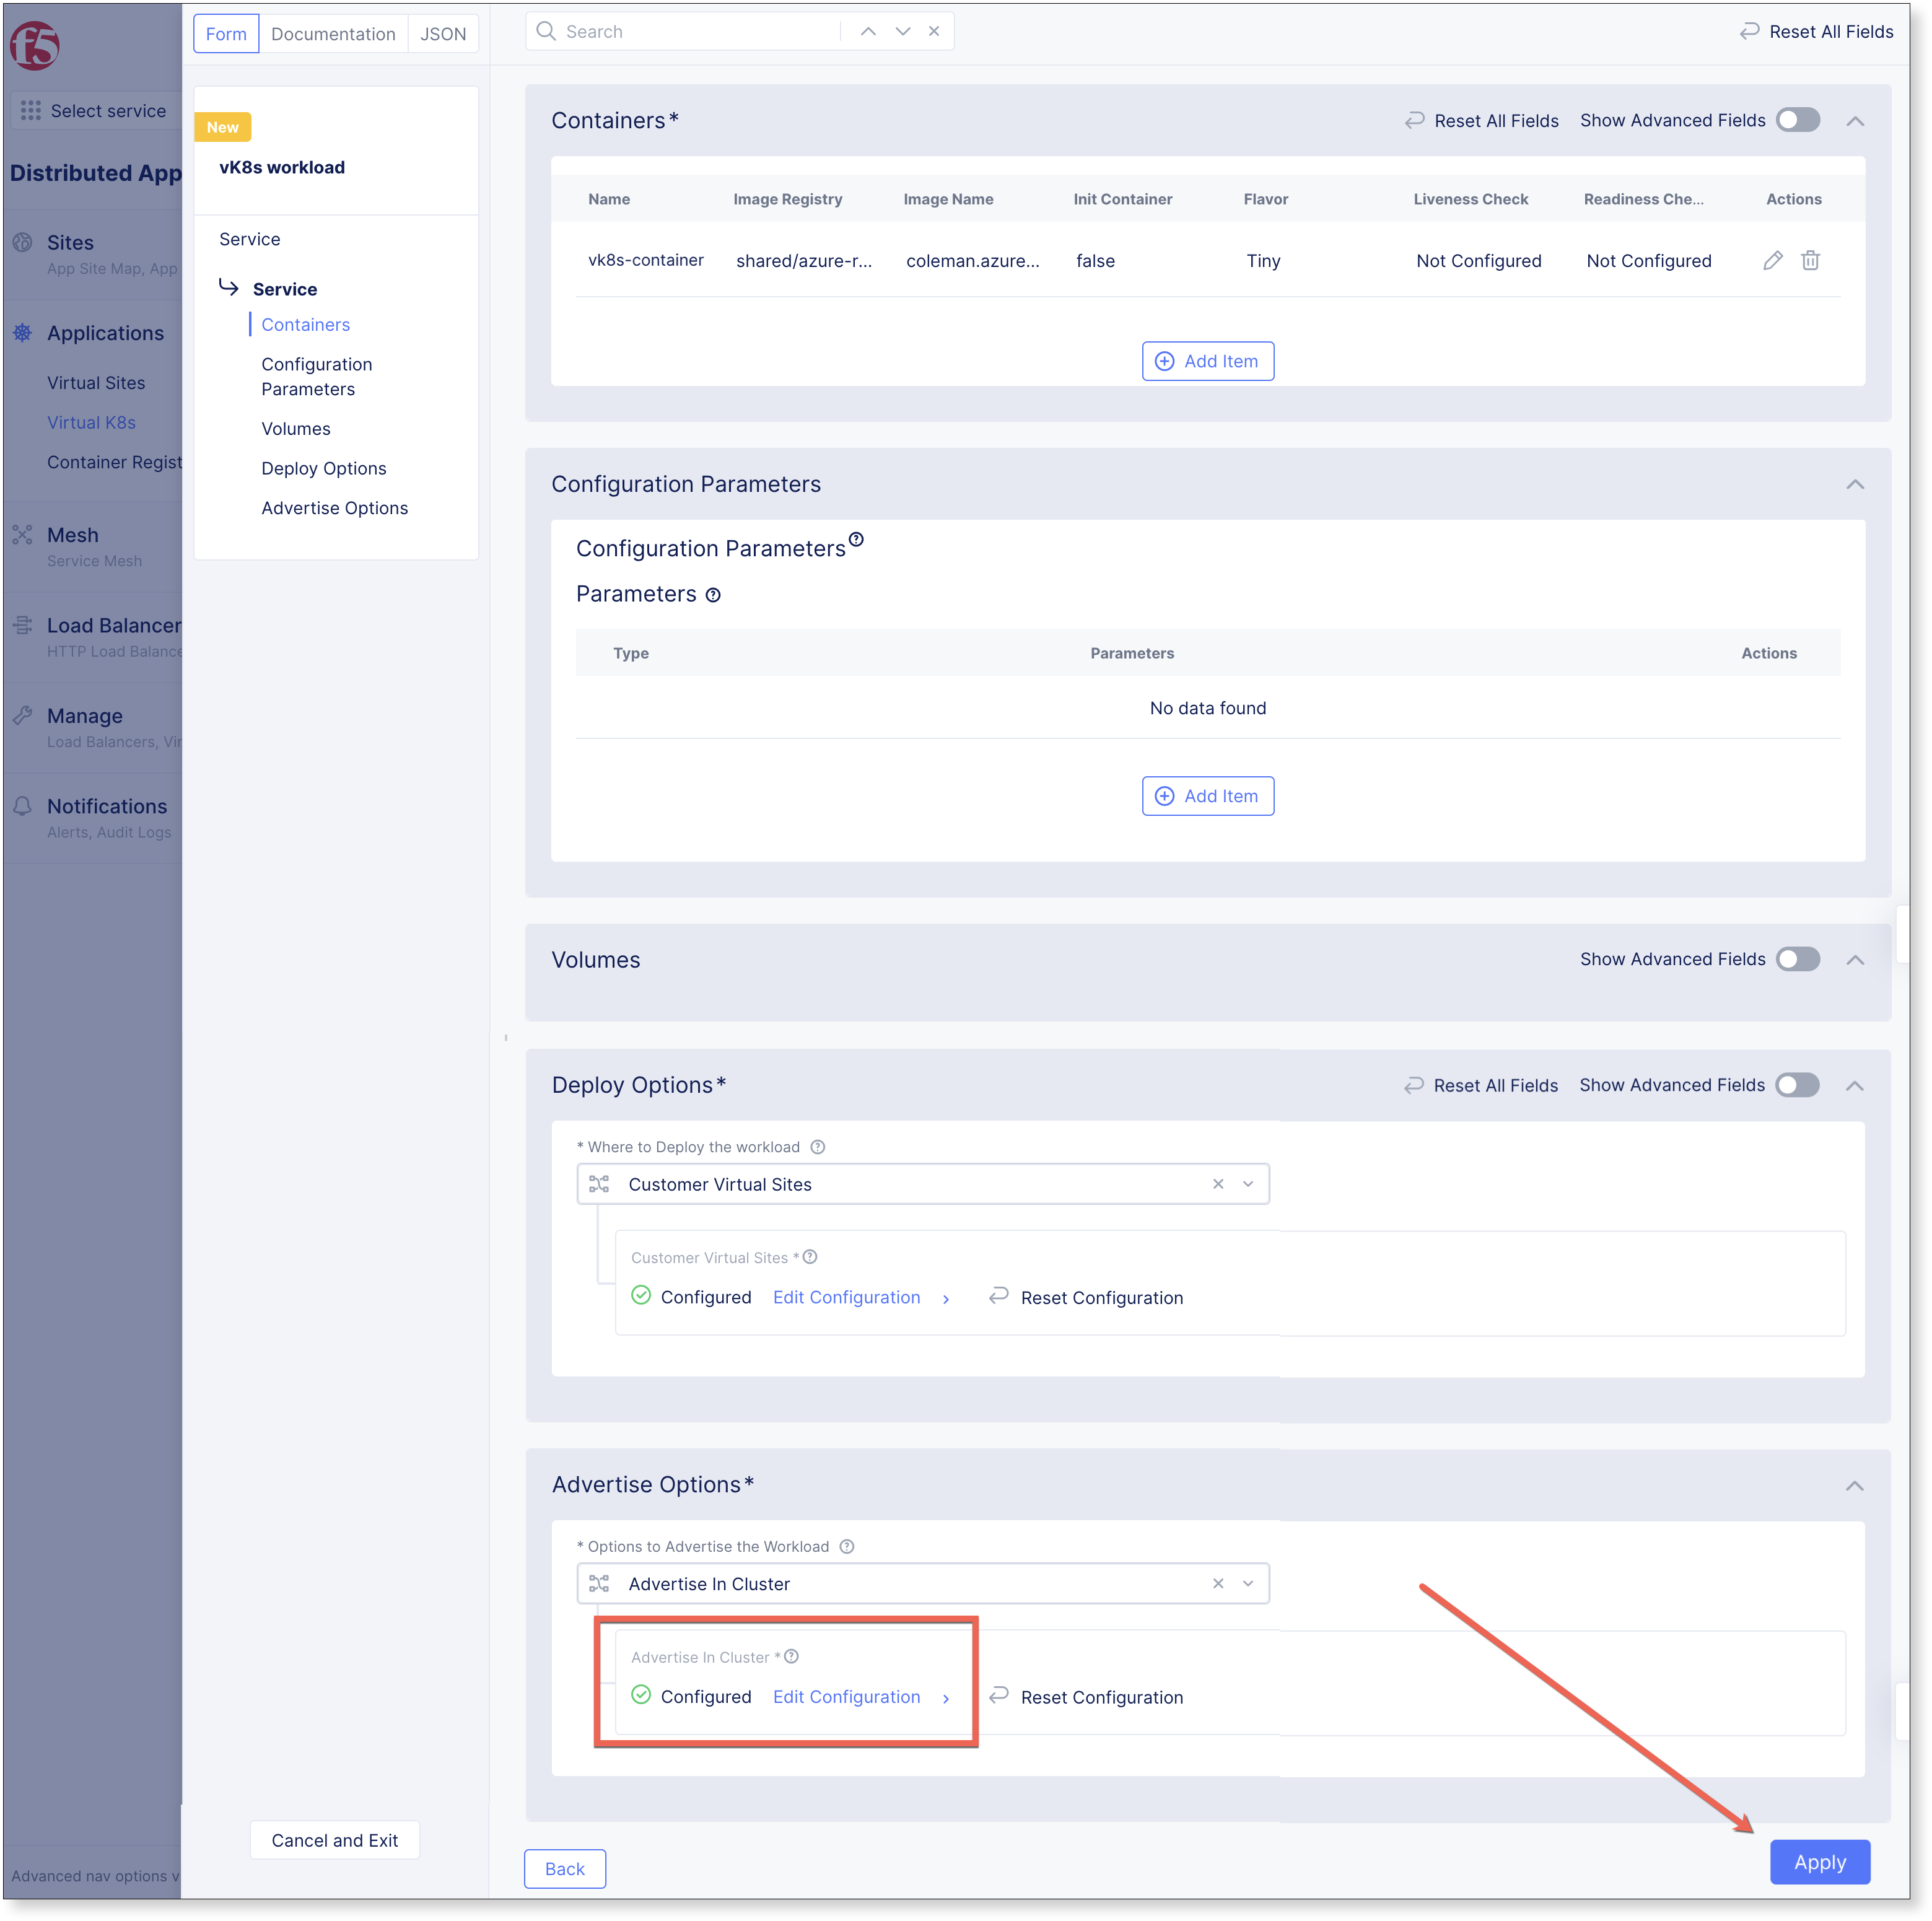 f5
Select service
Distributed App
Sites
App Site Map, App
Applications
Virtual Sites
Virtual K8s
Container Regist
Mesh
Service Mesh
Load Balancer
HTTP Load Balance
Manage
Load Balancers, Vir
Notifications
Alerts, Audit Logs
Advanced nav options v
Form Documentation JSON
New
vK8s workload
Service
Service
Containers
Configuration
Parameters
Volumes
Deploy Options
Advertise Options
Cancel and Exit
Search
Reset All Fields
Containers*
Reset All Fields Show Advanced Fields
Name Image Registry Image Name Init Container Flavor Liveness Check Readiness Che... Actions
vk8s-container shared/azure-r... coleman.azure... false Tiny Not Configured Not Configured
Add Item
Configuration Parameters
Configuration Parameters
Parameters
Type Parameters Actions
No data found
Add Item
Volumes
Show Advanced Fields
Deploy Options*
Reset All Fields Show Advanced Fields
* Where to Deploy the workload
Customer Virtual Sites
Customer Virtual Sites *
Configured Edit Configuration Reset Configuration
Advertise Options*
* Options to Advertise the Workload
Advertise In Cluster
Advertise In Cluster *
Configured Edit Configuration Reset Configuration
Back
Apply